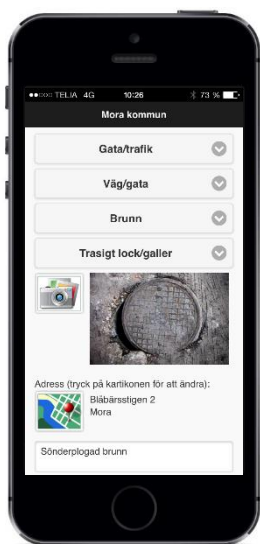 TELIA 4G 10:26 73 %
Mora kommun
Gata/trafik
Väg/gata
Brunn
Trasigt lock/galler
Adress (tryck på kartikonen för att ändra):
Blåbärsstigen 2
Mora
Sönderplogad brunn